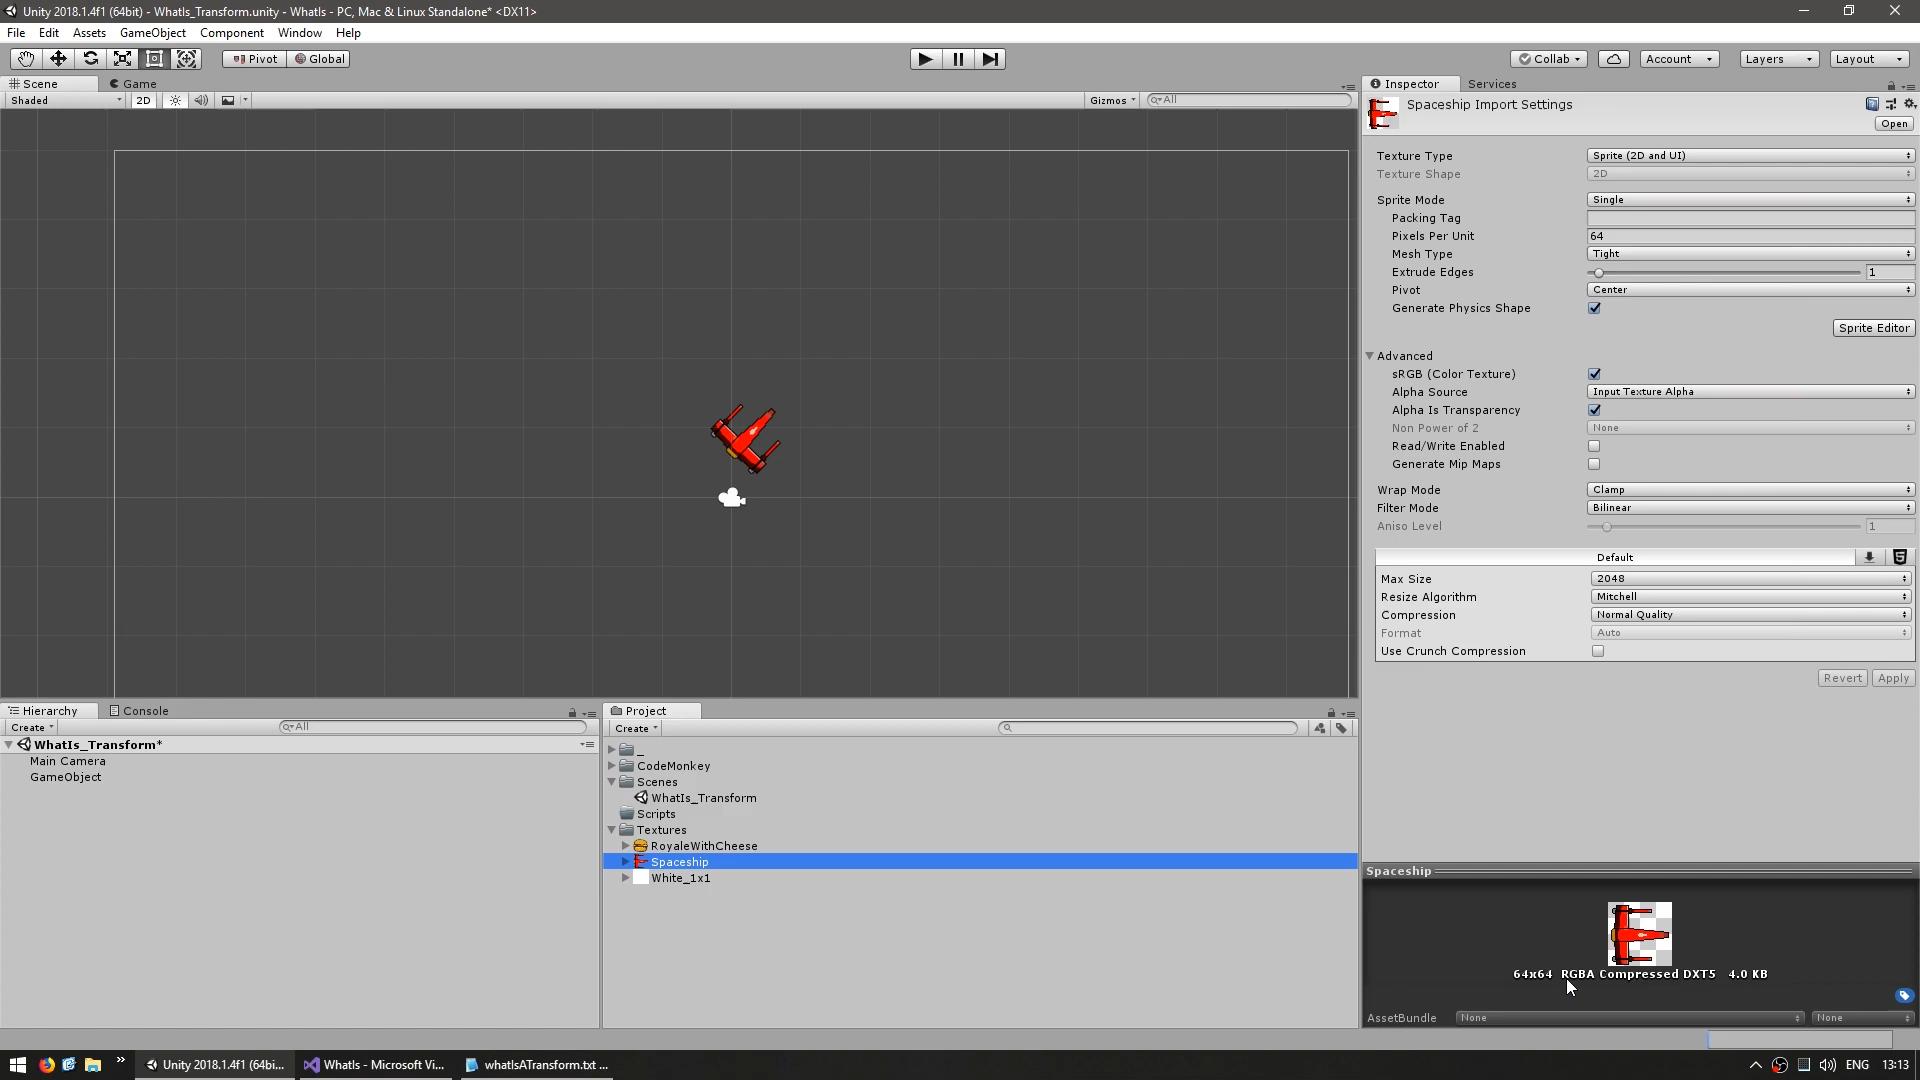 Unity 2018.1.4f1 (64bit) - WhatIs_Transform.unity - WhatIs - PC, Mac & Linux Standalone* <DX11>
File Edit Assets GameObject Component Window Help
Pivot Global Collab Account Layers Layout
Scene Game
Shaded 2D Gizmos All
Inspector Services
Spaceship Import Settings
Open
Texture Type Sprite (2D and UI)
Texture Shape 2D
Sprite Mode Single
Packing Tag
Pixels Per Unit 64
Mesh Type Tight
Extrude Edges 1
Pivot Center
Generate Physics Shape
Sprite Editor
Advanced
sRGB (Color Texture)
Alpha Source Input Texture Alpha
Alpha Is Transparency
Non Power of 2 None
Read/Write Enabled
Generate Mip Maps
Wrap Mode Clamp
Filter Mode Bilinear
Aniso Level 1
Default
Max Size 2048
Resize Algorithm Mitchell
Compression Normal Quality
Format Auto
Use Crunch Compression
Revert Apply
Hierarchy Console
Create All
WhatIs_Transform*
Main Camera
GameObject
Project
Create
_
CodeMonkey
Scenes
WhatIs_Transform
Scripts
Textures
RoyaleWithCheese
Spaceship
White_1x1
Spaceship
64x64 RGBA Compressed DXT5 4.0 KB
AssetBundle None None
Unity 2018.1.4f1 (64bi... WhatIs - Microsoft Vi... whatIsATransform.txt ... ENG 13:13